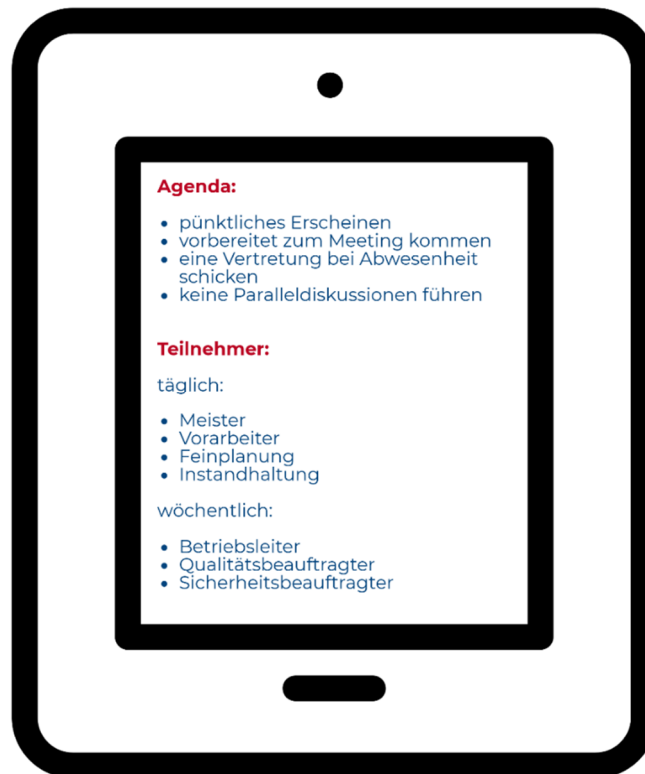 Agenda:
• pünktliches Erscheinen
• vorbereitet zum Meeting kommen
• eine Vertretung bei Abwesenheit
schicken
• keine Paralleldiskussionen führen
Teilnehmer:
täglich:
• Meister
• Vorarbeiter
• Feinplanung
• Instandhaltung
wöchentlich:
• Betriebsleiter
• Qualitätsbeauftragter
• Sicherheitsbeauftragter